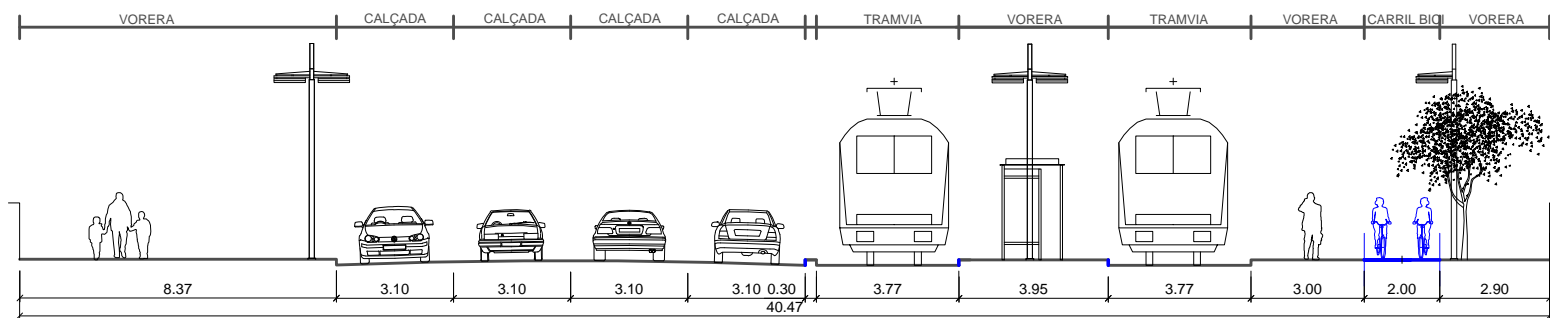 VORERA CALÇADA CALÇADA CALÇADA CALÇADA TRAMVIA VORERA TRAMVIA VORERA CARRIL BICI VORERA
8.37 3.10 3.10 3.10 3.10 0.30 3.77 3.95 3.77 3.00 2.00 2.90
40.47